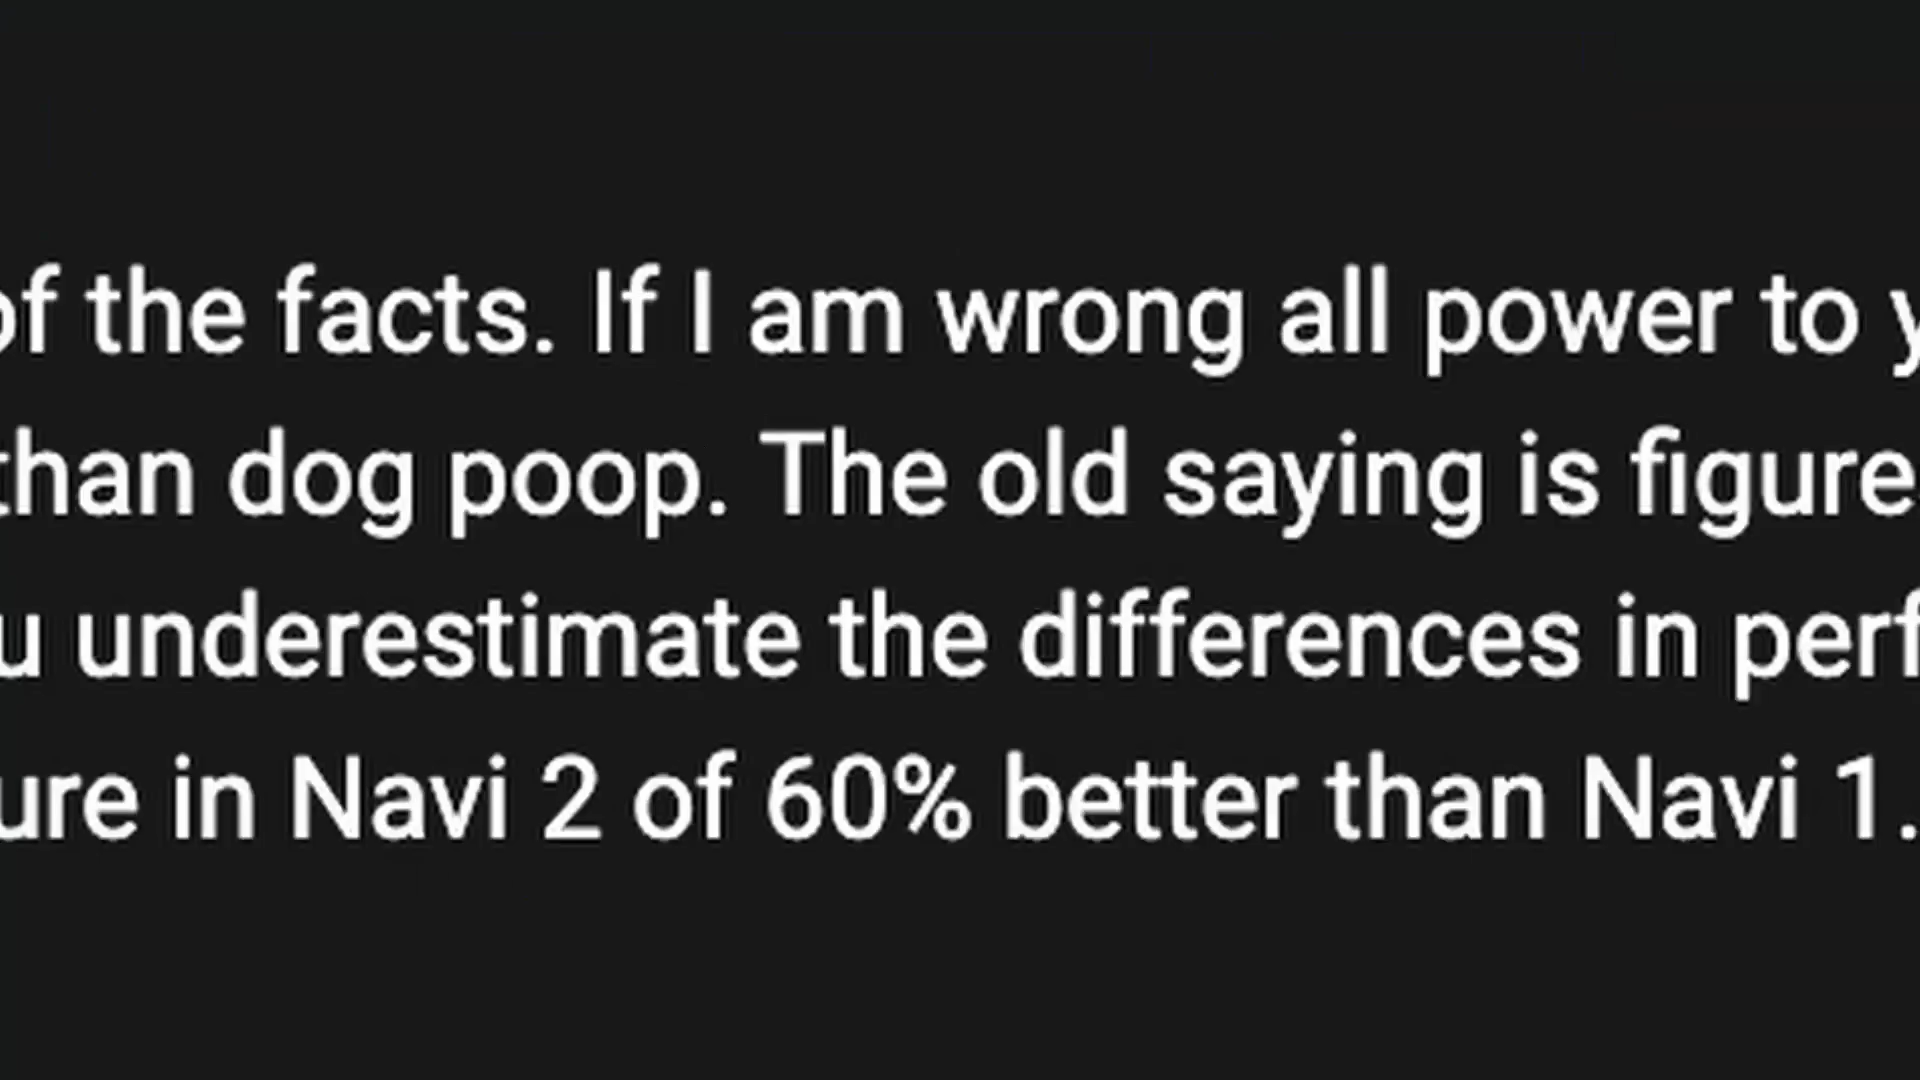 of the facts. If I am wrong all power to y
than dog poop. The old saying is figure
u underestimate the differences in perf
ure in Navi 2 of 60% better than Navi 1.